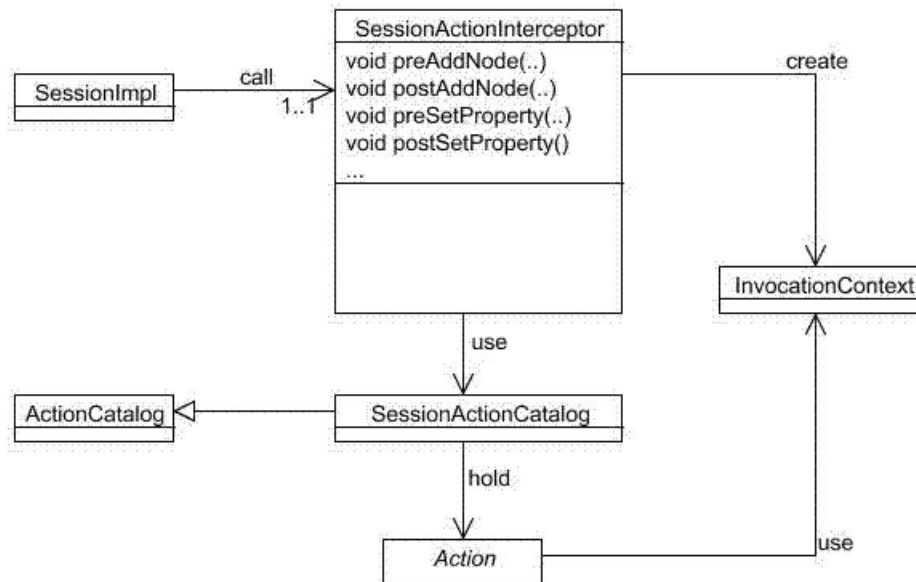 SessionActionInterceptor
void preAddNode(..)
void postAddNode(..)
void preSetProperty(..)
void postSetProperty()
...
SessionImpl
call
1..1
create
InvocationContext
use
ActionCatalog
SessionActionCatalog
hold
Action
use